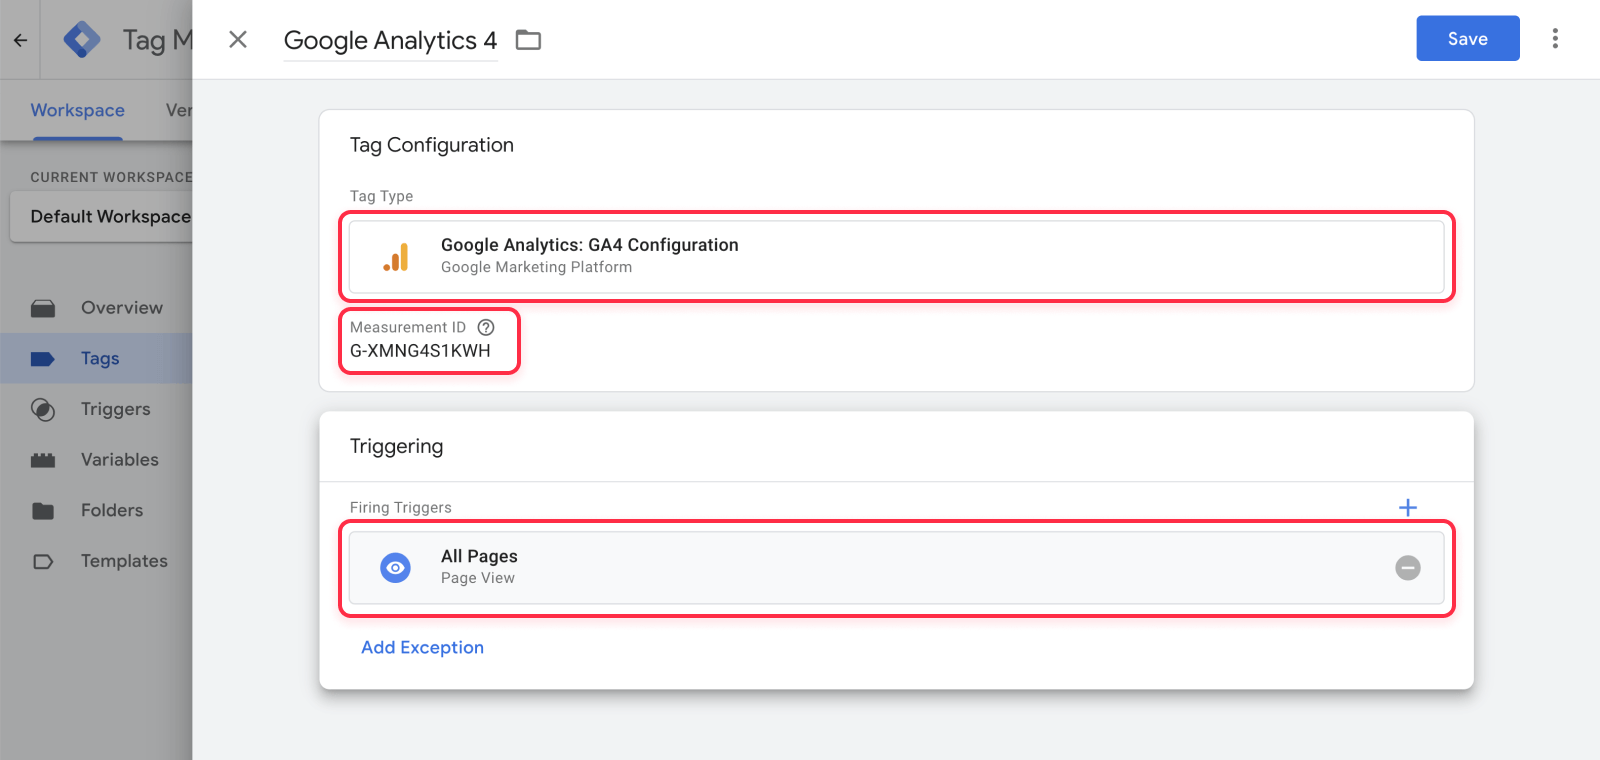 Tag M
Google Analytics 4
Save
Workspace
Ver
CURRENT WORKSPACE
Default Workspace
Overview
Tags
Triggers
Variables
Folders
Templates
Tag Configuration
Tag Type
Google Analytics: GA4 Configuration
Google Marketing Platform
Measurement ID ?
G-XMNG4S1KWH
Triggering
Firing Triggers
All Pages
Page View
Add Exception